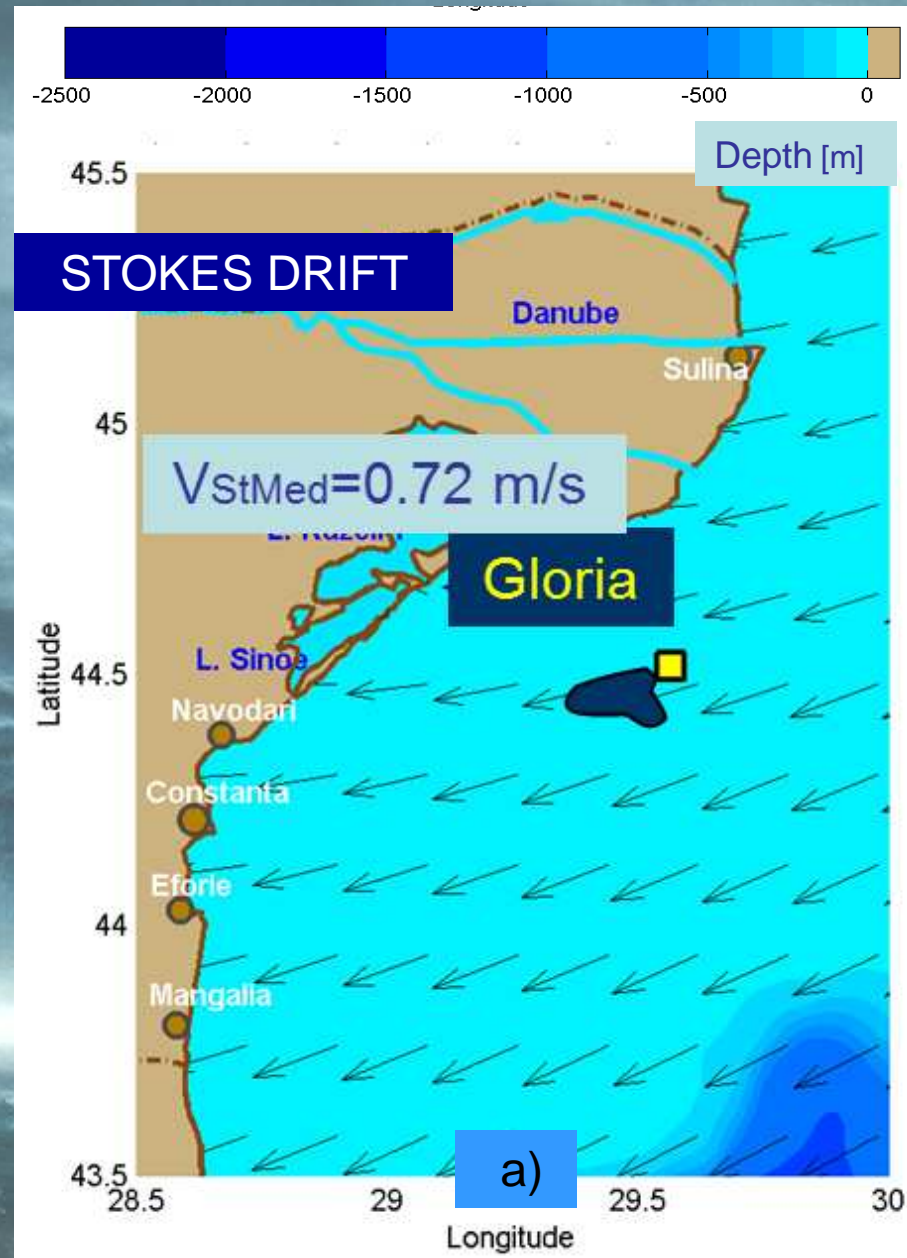 -2500 -2000 -1500 -1000 -500 0
Depth [m]
45.5
STOKES DRIFT
Danube
Sulina
45
VStMed=0.72 m/s
Gloria
Latitude
L. Sinoe
44.5
Navodari
Constanta
Eforie
44
Mangalia
43.5
a)
28.5 29 29.5 30
Longitude